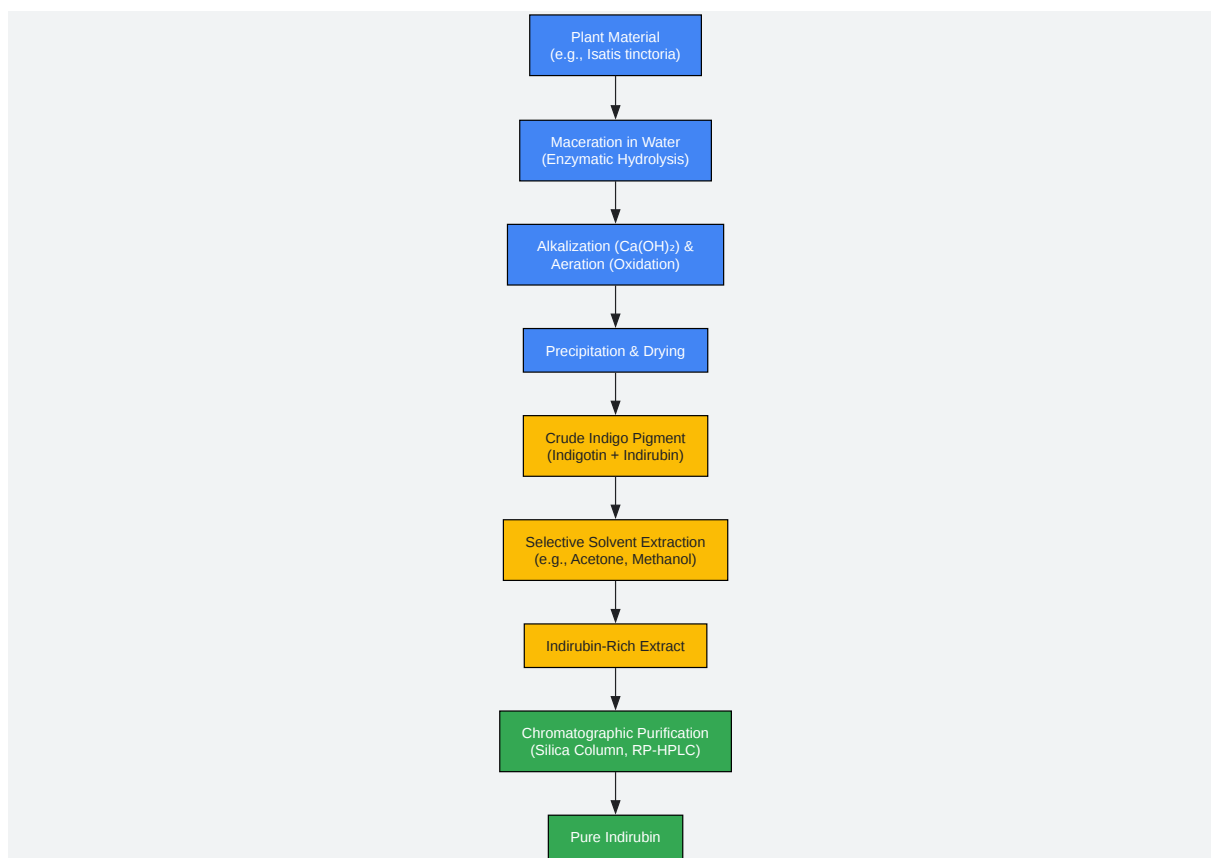 Plant Material
(e.g., Isatis tinctoria)
Maceration in Water
(Enzymatic Hydrolysis)
Alkalization (Ca(OH)₂) &
Aeration (Oxidation)
Precipitation & Drying
Crude Indigo Pigment
(Indigotin + Indirubin)
Selective Solvent Extraction
(e.g., Acetone, Methanol)
Indirubin-Rich Extract
Chromatographic Purification
(Silica Column, RP-HPLC)
Pure Indirubin